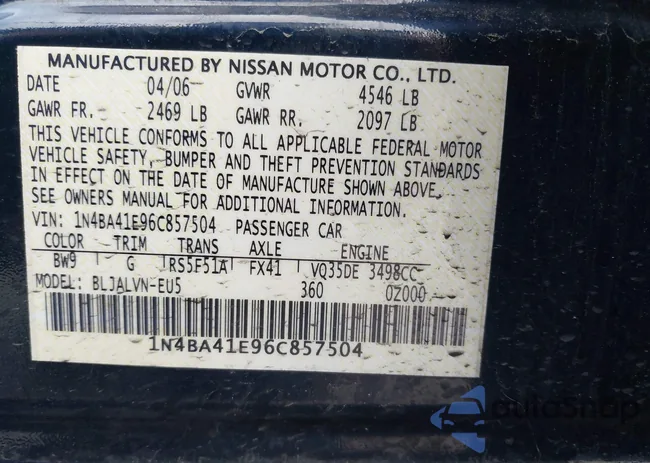 MANUFACTURED BY NISSAN MOTOR CO., LTD.
DATE 04/06 GVWR 4546 LB
GAWR FR. 2469 LB GAWR RR. 2097 LB
THIS VEHICLE CONFORMS TO ALL APPLICABLE FEDERAL MOTOR
VEHICLE SAFETY, BUMPER AND THEFT PREVENTION STANDARDS
IN EFFECT ON THE DATE OF MANUFACTURE SHOWN ABOVE.
SEE OWNERS MANUAL FOR ADDITIONAL INFORMATION.
VIN: 1N4BA41E96C857504 PASSENGER CAR
COLOR TRIM TRANS AXLE ENGINE
BW9 G RS5F51A FX41 VQ35DE 3498CC
MODEL: BLJALVN-EU5 360 0Z000
1N4BA41E96C857504
autoSnap